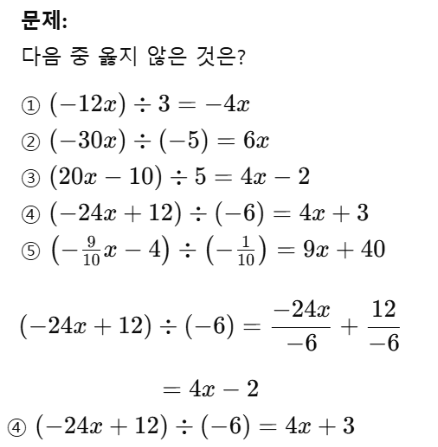 문제:
다음 중 옳지 않은 것은?
① (−12x) ÷ 3 = −4x
② (−30x) ÷ (−5) = 6x
③ (20x − 10) ÷ 5 = 4x − 2
④ (−24x + 12) ÷ (−6) = 4x + 3
⑤ (−9/10x − 4) ÷ (−1/10) = 9x + 40
(−24x + 12) ÷ (−6) = −24x/−6 + 12/−6
= 4x − 2
④ (−24x + 12) ÷ (−6) = 4x + 3